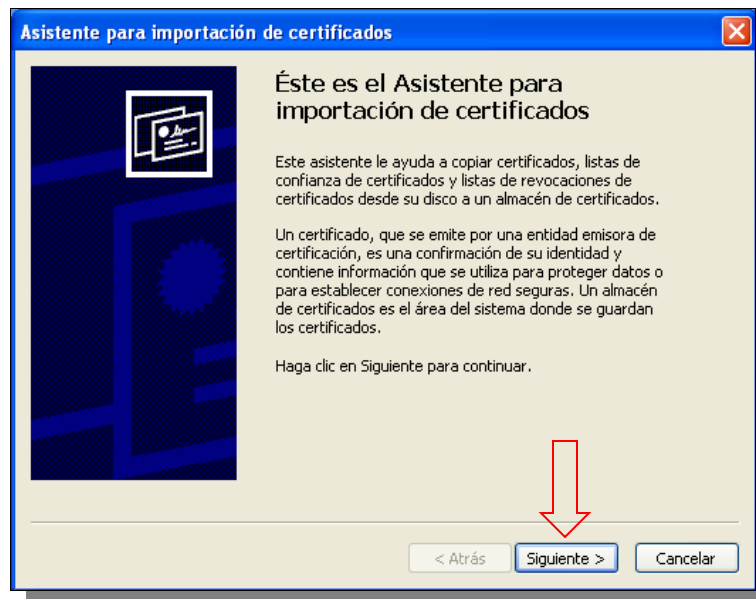 Asistente para importación de certificados
Éste es el Asistente para
importación de certificados
Este asistente le ayuda a copiar certificados, listas de
confianza de certificados y listas de revocaciones de
certificados desde su disco a un almacén de certificados.
Un certificado, que se emite por una entidad emisora de
certificación, es una confirmación de su identidad y
contiene información que se utiliza para proteger datos o
para establecer conexiones de red seguras. Un almacén
de certificados es el área del sistema donde se guardan
los certificados.
Haga clic en Siguiente para continuar.
< Atrás
Siguiente >
Cancelar